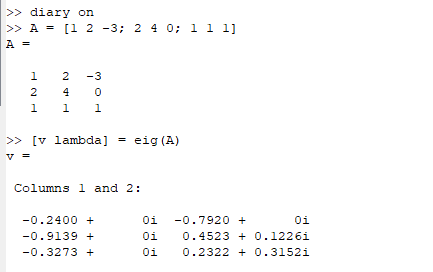 >> diary on
>> A = [1 2 -3; 2 4 0; 1 1 1]
A =
1 2 -3
2 4 0
1 1 1
>> [v lambda] = eig(A)
v =
Columns 1 and 2:
-0.2400 + 0i -0.7920 + 0i
-0.9139 + 0i 0.4523 + 0.1226i
-0.3273 + 0i 0.2322 + 0.3152i